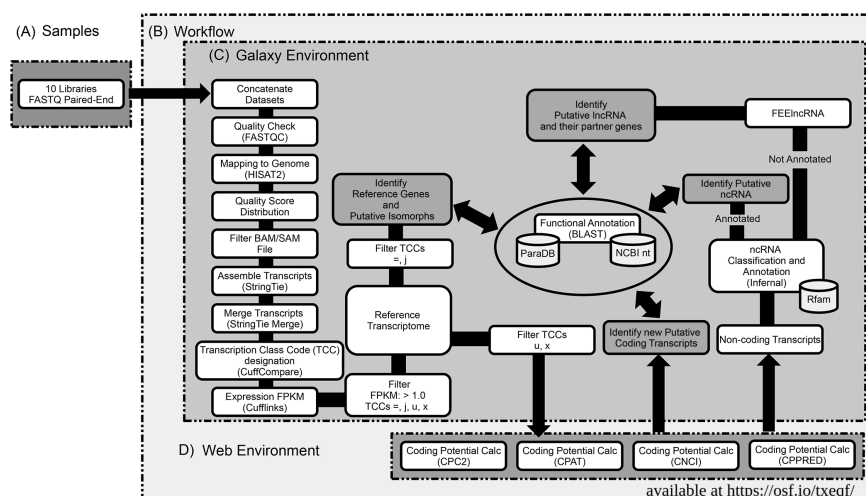 (A) Samples
10 Libraries
FASTQ Paired-End
(B) Workflow
(C) Galaxy Environment
Concatenate
Datasets
Quality Check
(FASTQC)
Mapping to Genome
(HISAT2)
Quality Score
Distribution
Filter BAM/SAM
File
Assemble Transcripts
(StringTie)
Merge Transcripts
(StringTie Merge)
Transcription Class Code (TCC)
designation
(CuffCompare)
Expression FPKM
(Cufflinks)
Filter
FPKM: > 1.0
TCCs =, j, u, x
Reference
Transcriptome
Filter TCCs
=, j
Identify
Reference Genes
and
Putative Isomorphs
Functional Annotation
(BLAST)
ParaDB
NCBI nt
Identify
Putative lncRNA
and their partner genes
FEElncRNA
Not Annotated
Identify Putative
ncRNA
Annotated
ncRNA
Classification and
Annotation
(Infernal)
Rfam
Filter TCCs
u, x
Identify new Putative
Coding Transcripts
Non-coding Transcripts
D) Web Environment
Coding Potential Calc
(CPC2)
Coding Potential Calc
(CPAT)
Coding Potential Calc
(CNCI)
Coding Potential Calc
(CPPRED)
available at https://osf.io/txeqf/